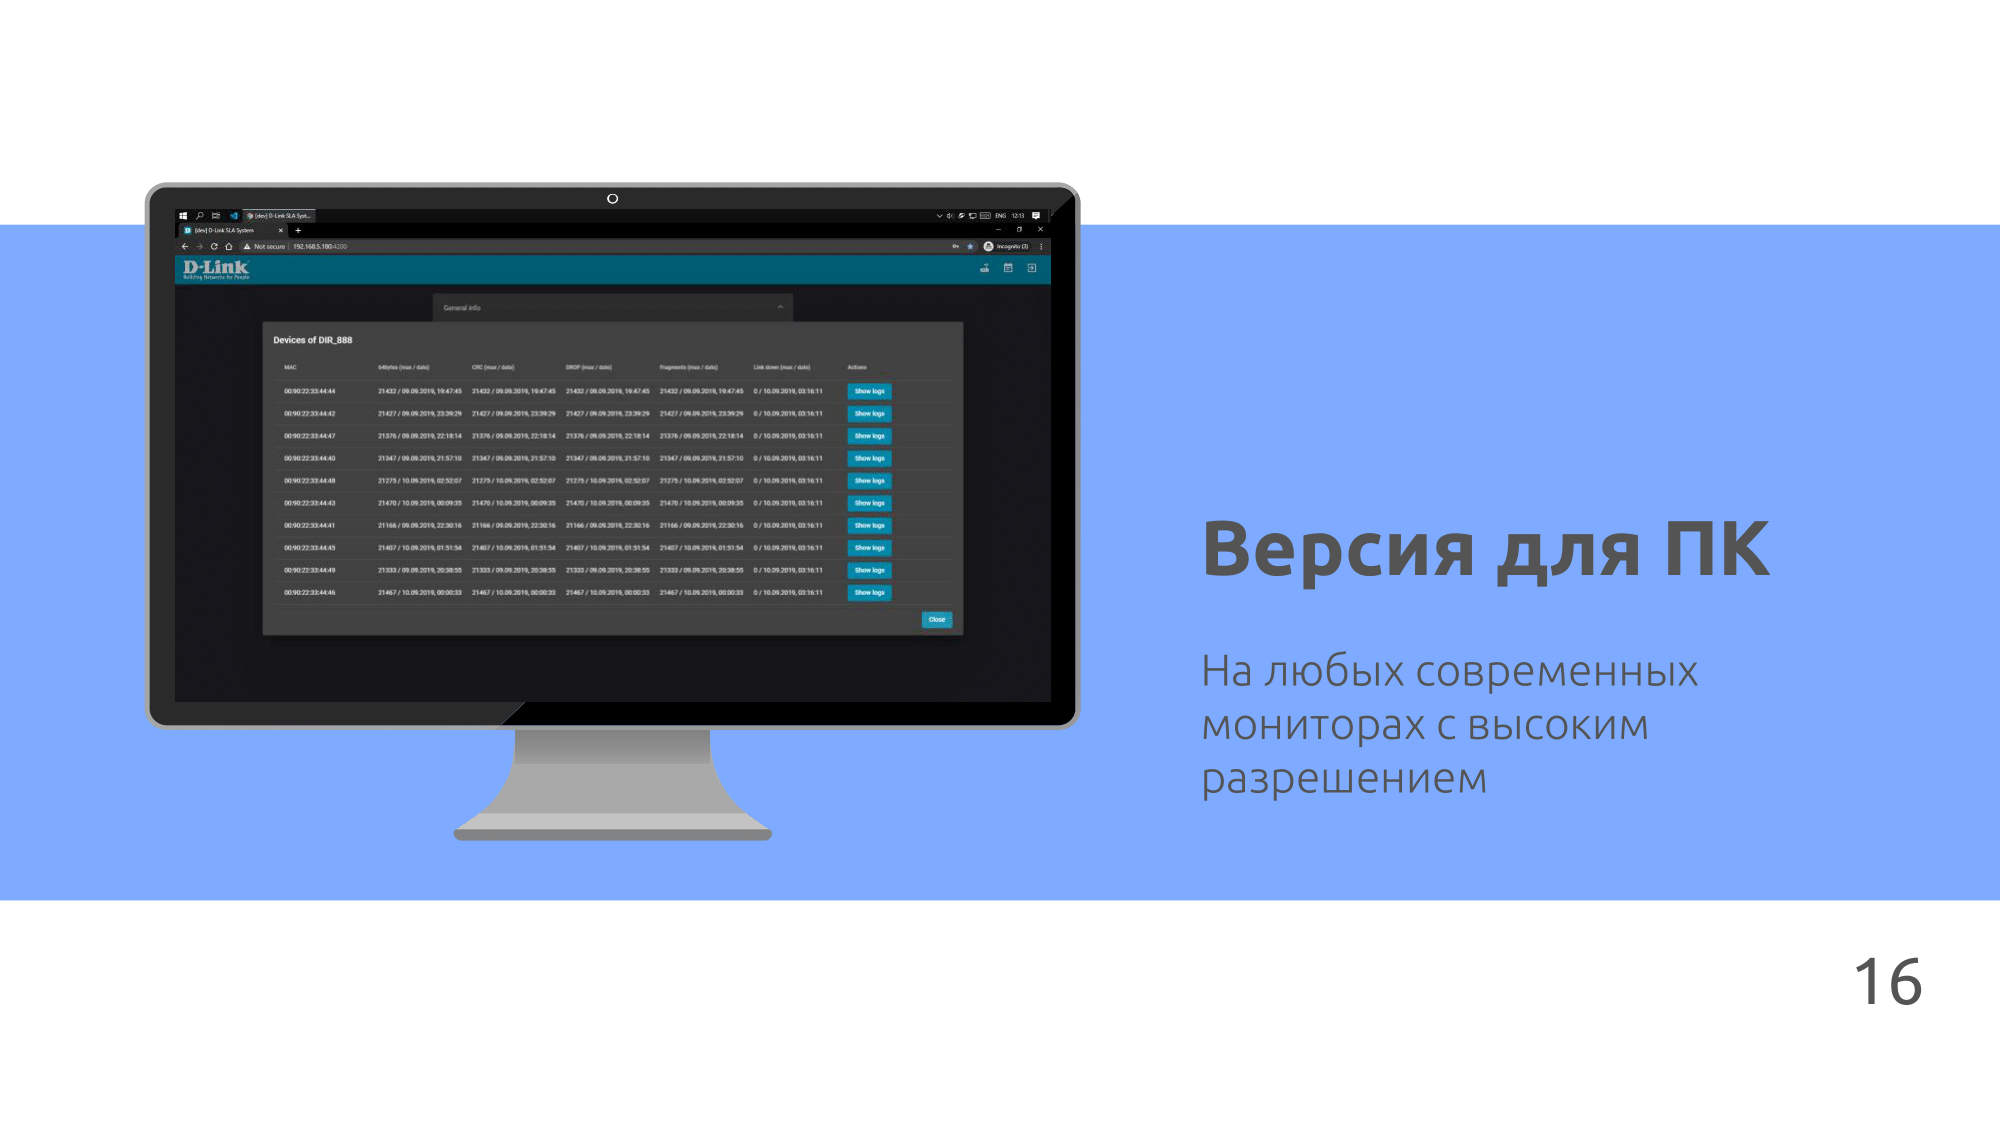 [dev] D-Link SLA Syst...
ENG 12:13
[dev] D-Link SLA System
Not secure 192.168.5.180:4200
Incognito (3)
D-Link
Building Networks for People
General info
Devices of DIR_888
MAC 64bytes (max / date) CRC (max / date) DROP (max / date) Fragments (max / date) Link down (max / date) Actions
00:90:22:33:44:44 21432 / 09.09.2019, 19:47:45 21432 / 09.09.2019, 19:47:45 21432 / 09.09.2019, 19:47:45 21432 / 09.09.2019, 19:47:45 0 / 10.09.2019, 03:16:11 Show logs
00:90:22:33:44:42 21427 / 09.09.2019, 23:39:29 21427 / 09.09.2019, 23:39:29 21427 / 09.09.2019, 23:39:29 21427 / 09.09.2019, 23:39:29 0 / 10.09.2019, 03:16:11 Show logs
00:90:22:33:44:47 21376 / 09.09.2019, 22:18:14 21376 / 09.09.2019, 22:18:14 21376 / 09.09.2019, 22:18:14 21376 / 09.09.2019, 22:18:14 0 / 10.09.2019, 03:16:11 Show logs
00:90:22:33:44:40 21347 / 09.09.2019, 21:57:10 21347 / 09.09.2019, 21:57:10 21347 / 09.09.2019, 21:57:10 21347 / 09.09.2019, 21:57:10 0 / 10.09.2019, 03:16:11 Show logs
00:90:22:33:44:48 21275 / 10.09.2019, 02:52:07 21275 / 10.09.2019, 02:52:07 21275 / 10.09.2019, 02:52:07 21275 / 10.09.2019, 02:52:07 0 / 10.09.2019, 03:16:11 Show logs
00:90:22:33:44:43 21470 / 10.09.2019, 00:09:35 21470 / 10.09.2019, 00:09:35 21470 / 10.09.2019, 00:09:35 21470 / 10.09.2019, 00:09:35 0 / 10.09.2019, 03:16:11 Show logs
00:90:22:33:44:41 21166 / 09.09.2019, 22:30:16 21166 / 09.09.2019, 22:30:16 21166 / 09.09.2019, 22:30:16 21166 / 09.09.2019, 22:30:16 0 / 10.09.2019, 03:16:11 Show logs
00:90:22:33:44:45 21407 / 10.09.2019, 01:51:54 21407 / 10.09.2019, 01:51:54 21407 / 10.09.2019, 01:51:54 21407 / 10.09.2019, 01:51:54 0 / 10.09.2019, 03:16:11 Show logs
00:90:22:33:44:49 21333 / 09.09.2019, 20:38:55 21333 / 09.09.2019, 20:38:55 21333 / 09.09.2019, 20:38:55 21333 / 09.09.2019, 20:38:55 0 / 10.09.2019, 03:16:11 Show logs
00:90:22:33:44:46 21467 / 10.09.2019, 00:00:33 21467 / 10.09.2019, 00:00:33 21467 / 10.09.2019, 00:00:33 21467 / 10.09.2019, 00:00:33 0 / 10.09.2019, 03:16:11 Show logs
Close
Версия для ПК
На любых современных
мониторах с высоким
разрешением
16